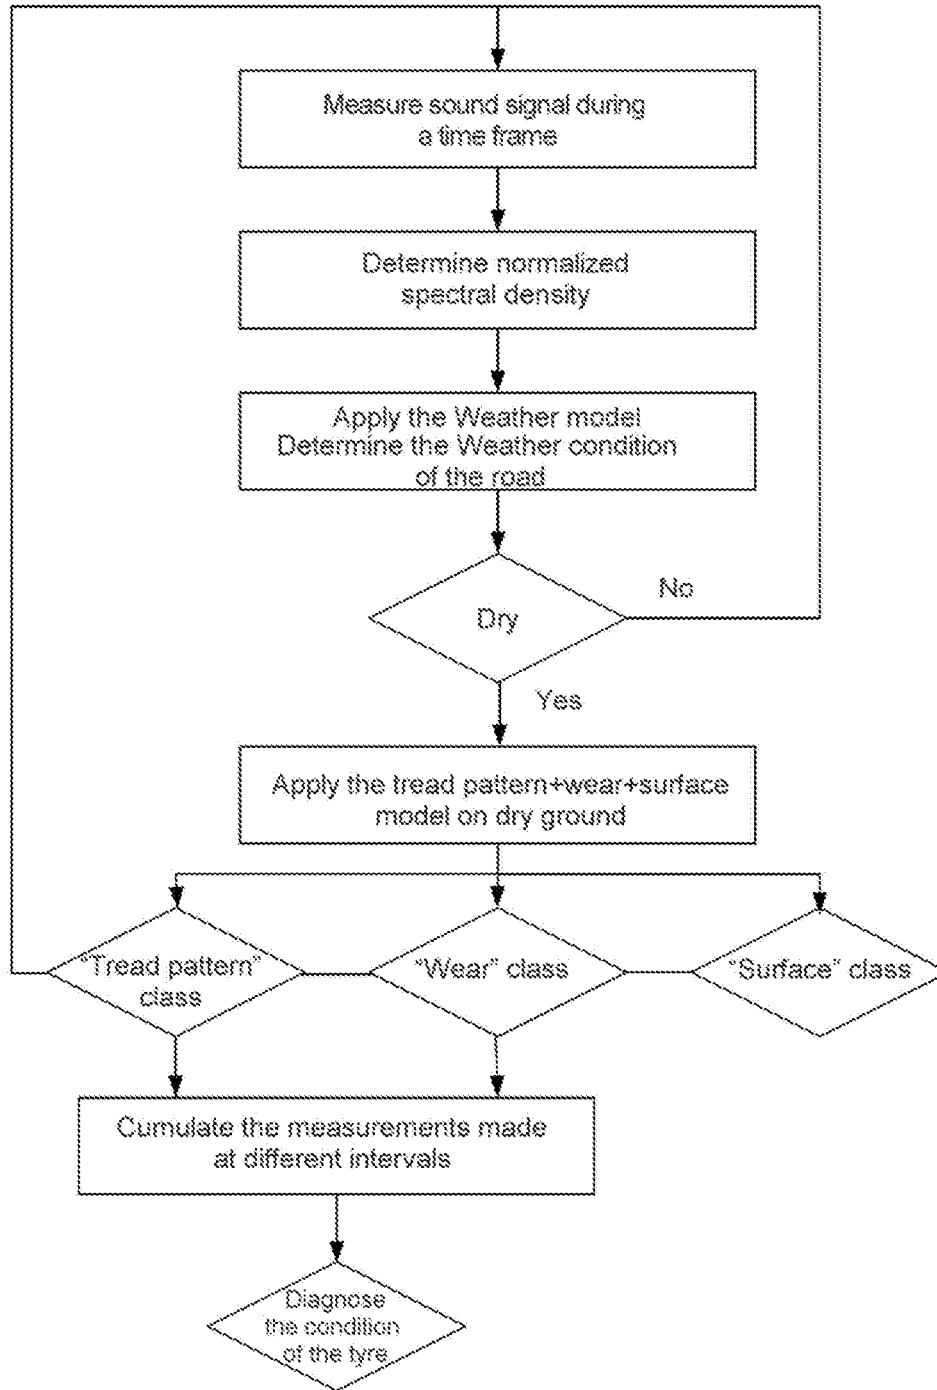 Measure sound signal during
a time frame
Determine normalized
spectral density
Apply the Weather model
Determine the Weather condition
of the road
Dry
No
Yes
Apply the tread pattern+wear+surface
model on dry ground
"Tread pattern"
class
"Wear" class
"Surface" class
Cumulate the measurements made
at different intervals
Diagnose
the condition
of the tyre